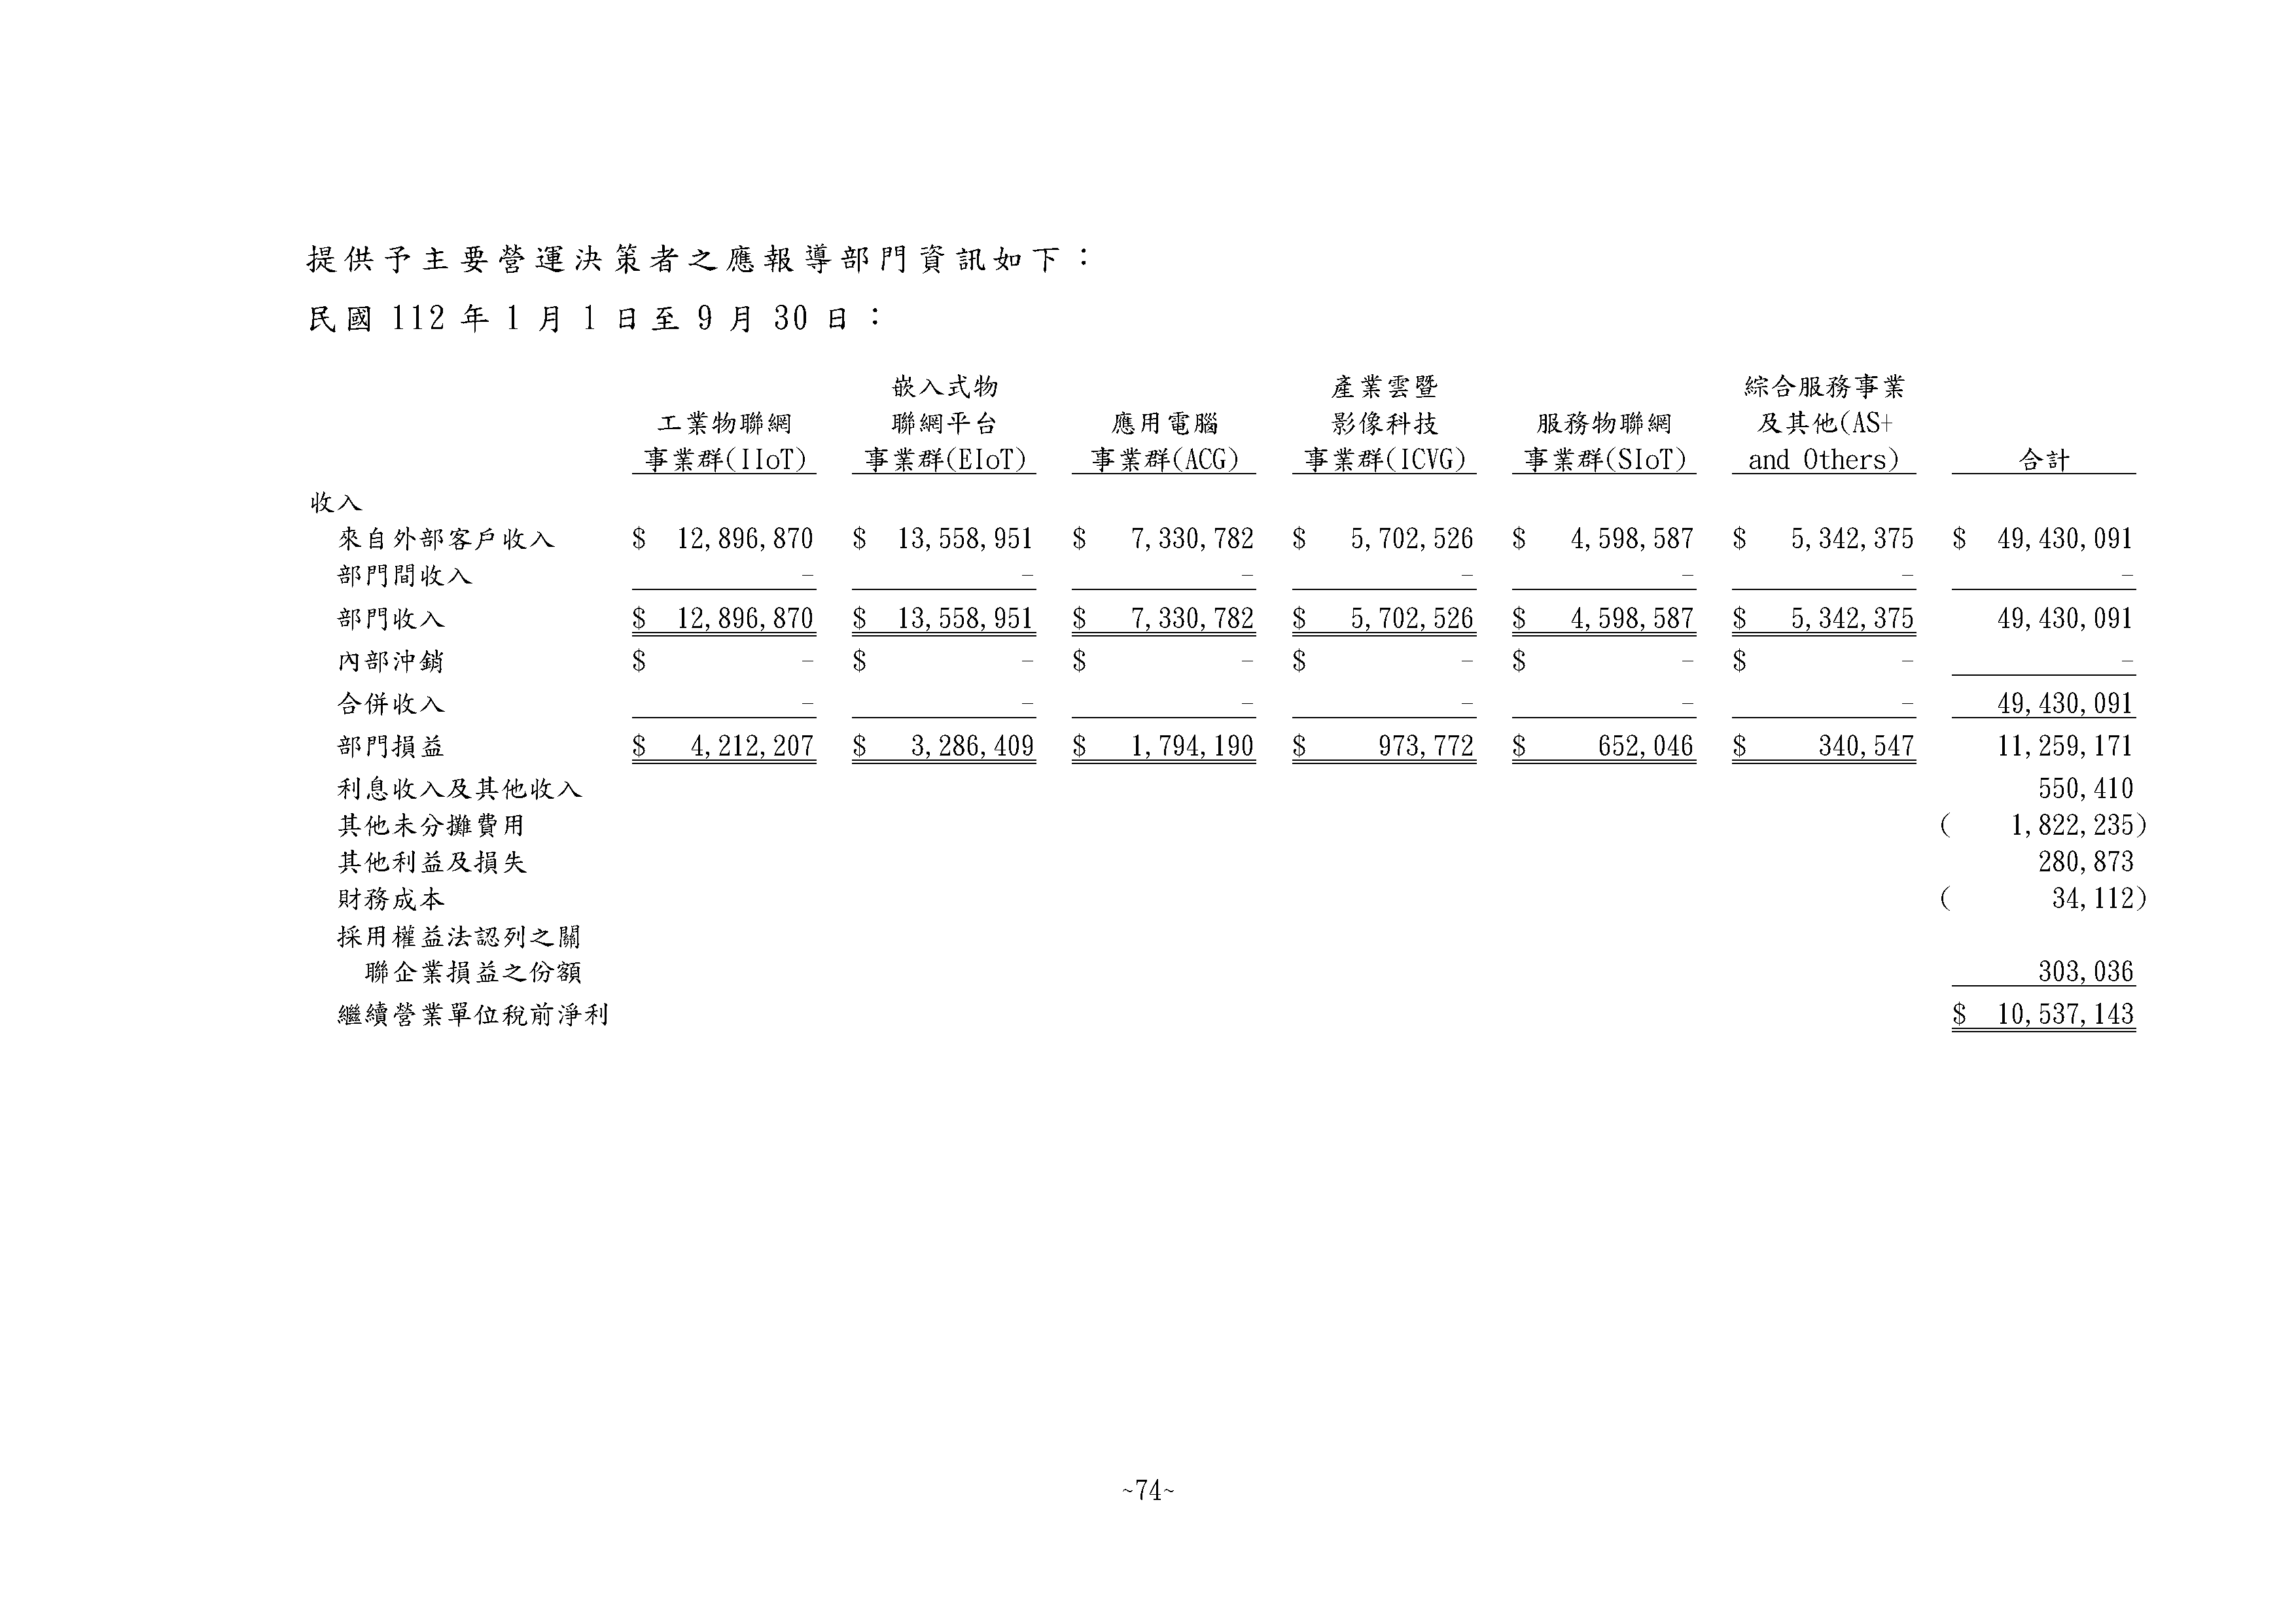 提供予主要營運決策者之應報導部門資訊如下：
民國 112 年 1 月 1 日至 9 月 30 日：
嵌入式物 產業雲暨 綜合服務事業
工業物聯網 聯網平台 應用電腦 影像科技 服務物聯網 及其他(AS+
事業群(IIoT) 事業群(EIoT) 事業群(ACG) 事業群(ICVG) 事業群(SIoT) and Others) 合計
收入
來自外部客戶收入 $ 12,896,870 $ 13,558,951 $ 7,330,782 $ 5,702,526 $ 4,598,587 $ 5,342,375 $ 49,430,091
部門間收入 - - - - - - -
部門收入 $ 12,896,870 $ 13,558,951 $ 7,330,782 $ 5,702,526 $ 4,598,587 $ 5,342,375 49,430,091
內部沖銷 $ - $ - $ - $ - $ - $ - -
合併收入 - - - - - - 49,430,091
部門損益 $ 4,212,207 $ 3,286,409 $ 1,794,190 $ 973,772 $ 652,046 $ 340,547 11,259,171
利息收入及其他收入 550,410
其他未分攤費用 ( 1,822,235)
其他利益及損失 280,873
財務成本 ( 34,112)
採用權益法認列之關
聯企業損益之份額 303,036
繼續營業單位稅前淨利 $ 10,537,143
~74~